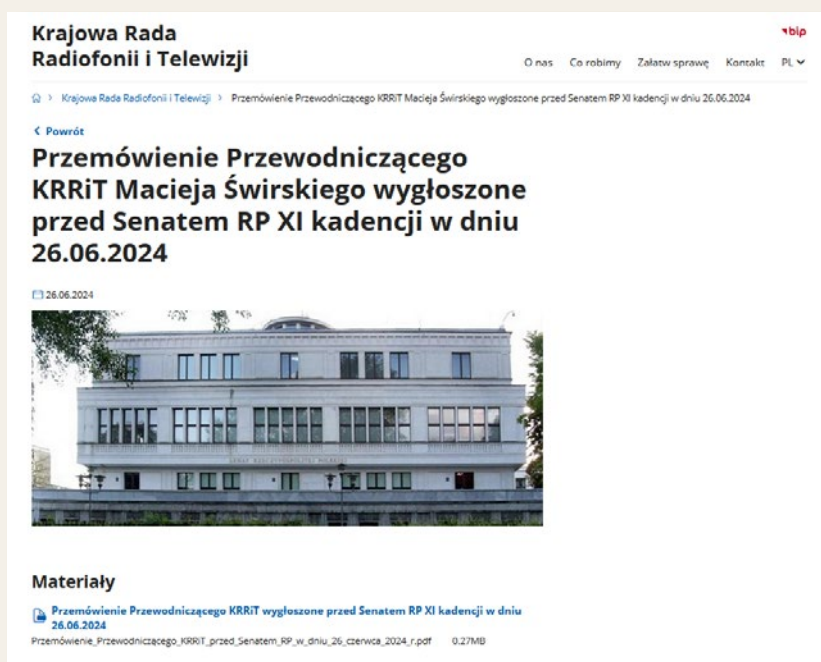 Krajowa Rada
Radiofonii i Telewizji
bip
O nas Co robimy Załatw sprawę Kontakt PL
Krajowa Rada Radiofonii i Telewizji > Przemówienie Przewodniczącego KRRiT Macieja Świrskiego wygłoszone przed Senatem RP XI kadencji w dniu 26.06.2024
Powrót
Przemówienie Przewodniczącego
KRRiT Macieja Świrskiego wygłoszone
przed Senatem RP XI kadencji w dniu
26.06.2024
26.06.2024
SENAT RZECZYPOSPOLITEJ POLSKIEJ
Materiały
Przemówienie Przewodniczącego KRRiT wygłoszone przed Senatem RP XI kadencji w dniu
26.06.2024
Przemówienie_Przewodniczącego_KRRiT_przed_Senatem_RP_w_dniu_26_czerwca_2024_r.pdf 0.27MB